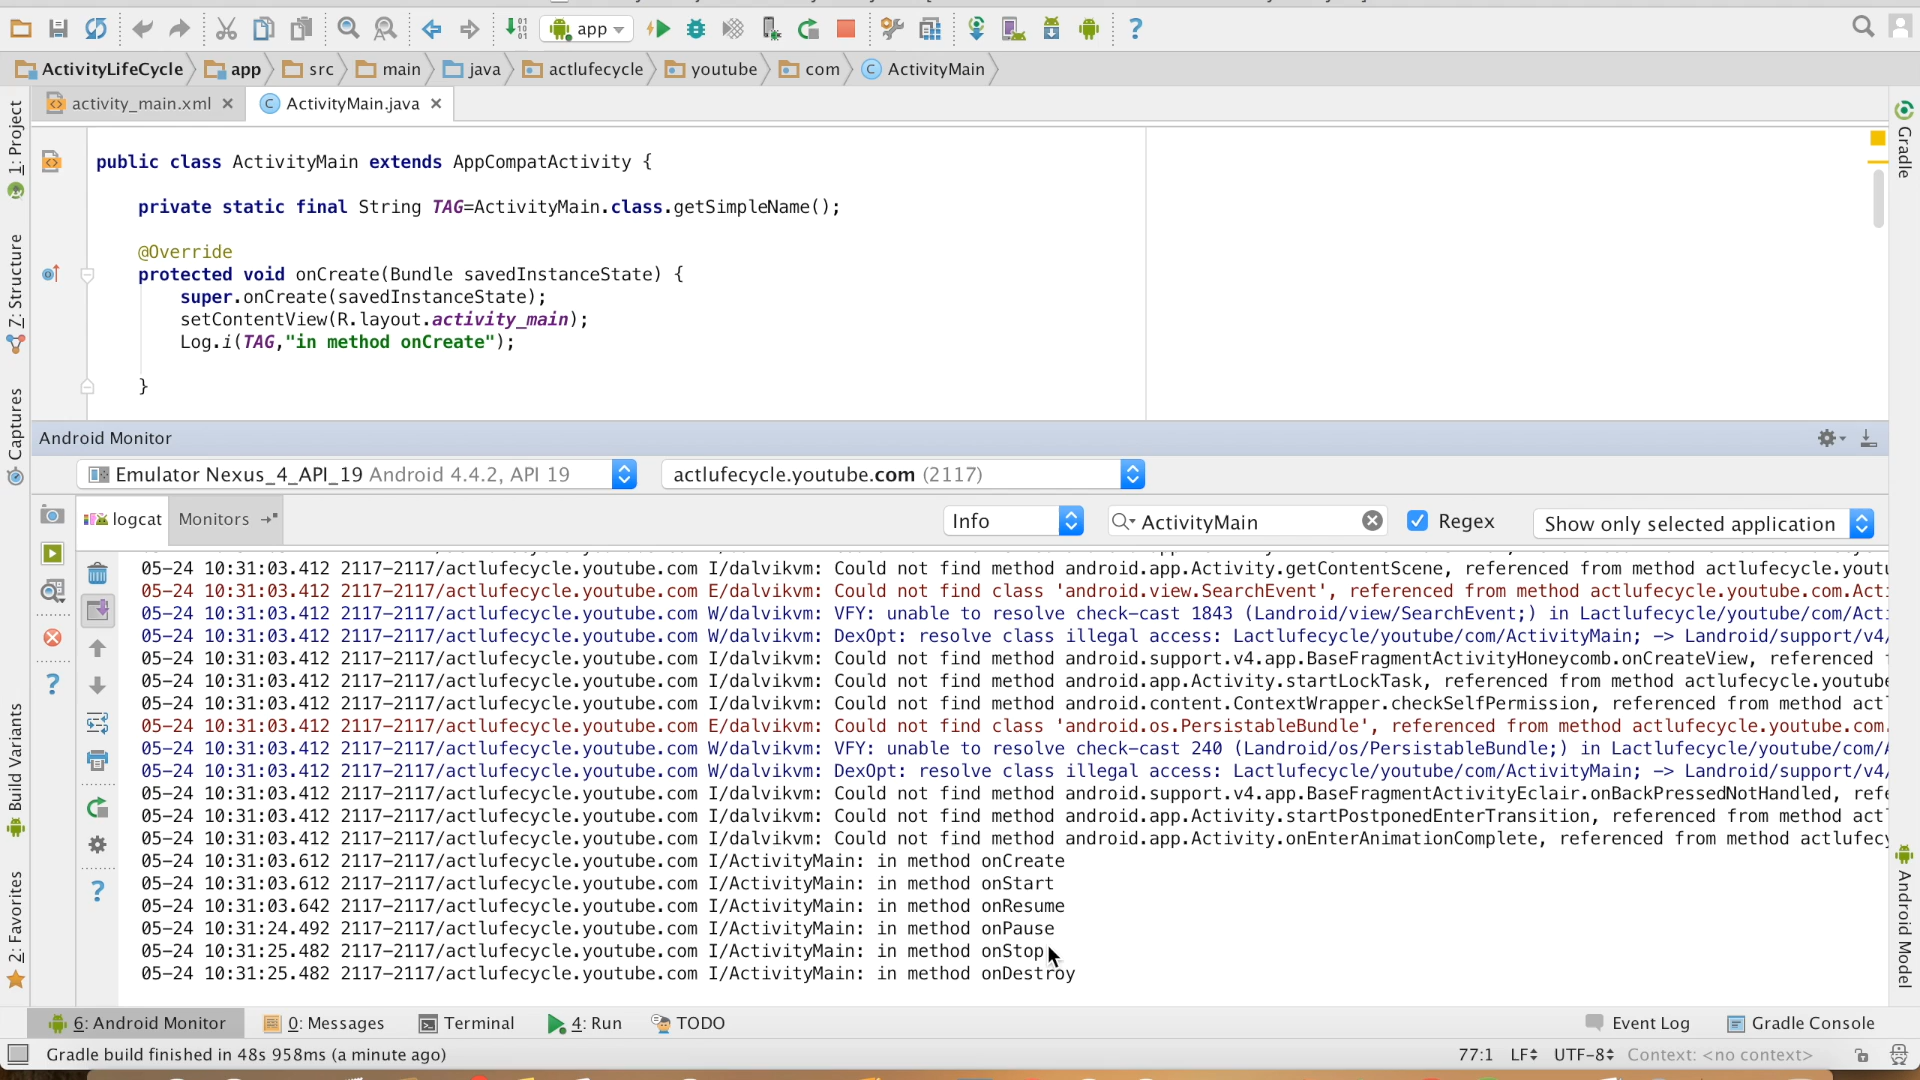 app
ActivityLifeCycle app src main java actlufecycle youtube com ActivityMain
activity_main.xml ActivityMain.java
1: Project
Z: Structure
Captures
Build Variants
2: Favorites
Gradle
Android Model
public class ActivityMain extends AppCompatActivity {
private static final String TAG=ActivityMain.class.getSimpleName();
@Override
protected void onCreate(Bundle savedInstanceState) {
super.onCreate(savedInstanceState);
setContentView(R.layout.activity_main);
Log.i(TAG,"in method onCreate");
}
Android Monitor
Emulator Nexus_4_API_19 Android 4.4.2, API 19 actlufecycle.youtube.com (2117)
logcat Monitors Info ActivityMain Regex Show only selected application
05-24 10:31:03.412 2117-2117/actlufecycle.youtube.com I/dalvikvm: Could not find method android.app.Activity.getContentScene, referenced from method actlufecycle.youtu
05-24 10:31:03.412 2117-2117/actlufecycle.youtube.com E/dalvikvm: Could not find class 'android.view.SearchEvent', referenced from method actlufecycle.youtube.com.Acti
05-24 10:31:03.412 2117-2117/actlufecycle.youtube.com W/dalvikvm: VFY: unable to resolve check-cast 1843 (Landroid/view/SearchEvent;) in Lactlufecycle/youtube/com/Acti
05-24 10:31:03.412 2117-2117/actlufecycle.youtube.com W/dalvikvm: DexOpt: resolve class illegal access: Lactlufecycle/youtube/com/ActivityMain; -> Landroid/support/v4/
05-24 10:31:03.412 2117-2117/actlufecycle.youtube.com I/dalvikvm: Could not find method android.support.v4.app.BaseFragmentActivityHoneycomb.onCreateView, referenced
05-24 10:31:03.412 2117-2117/actlufecycle.youtube.com I/dalvikvm: Could not find method android.app.Activity.startLockTask, referenced from method actlufecycle.youtube
05-24 10:31:03.412 2117-2117/actlufecycle.youtube.com I/dalvikvm: Could not find method android.content.ContextWrapper.checkSelfPermission, referenced from method act
05-24 10:31:03.412 2117-2117/actlufecycle.youtube.com E/dalvikvm: Could not find class 'android.os.PersistableBundle', referenced from method actlufecycle.youtube.com.
05-24 10:31:03.412 2117-2117/actlufecycle.youtube.com W/dalvikvm: VFY: unable to resolve check-cast 240 (Landroid/os/PersistableBundle;) in Lactlufecycle/youtube/com/A
05-24 10:31:03.412 2117-2117/actlufecycle.youtube.com W/dalvikvm: DexOpt: resolve class illegal access: Lactlufecycle/youtube/com/ActivityMain; -> Landroid/support/v4/
05-24 10:31:03.412 2117-2117/actlufecycle.youtube.com I/dalvikvm: Could not find method android.support.v4.app.BaseFragmentActivityEclair.onBackPressedNotHandled, refe
05-24 10:31:03.412 2117-2117/actlufecycle.youtube.com I/dalvikvm: Could not find method android.app.Activity.startPostponedEnterTransition, referenced from method act
05-24 10:31:03.412 2117-2117/actlufecycle.youtube.com I/dalvikvm: Could not find method android.app.Activity.onEnterAnimationComplete, referenced from method actlufecy
05-24 10:31:03.612 2117-2117/actlufecycle.youtube.com I/ActivityMain: in method onCreate
05-24 10:31:03.612 2117-2117/actlufecycle.youtube.com I/ActivityMain: in method onStart
05-24 10:31:03.642 2117-2117/actlufecycle.youtube.com I/ActivityMain: in method onResume
05-24 10:31:24.492 2117-2117/actlufecycle.youtube.com I/ActivityMain: in method onPause
05-24 10:31:25.482 2117-2117/actlufecycle.youtube.com I/ActivityMain: in method onStop
05-24 10:31:25.482 2117-2117/actlufecycle.youtube.com I/ActivityMain: in method onDestroy
6: Android Monitor 0: Messages Terminal 4: Run TODO Event Log Gradle Console
Gradle build finished in 48s 958ms (a minute ago) 77:1 LF UTF-8 Context: <no context>